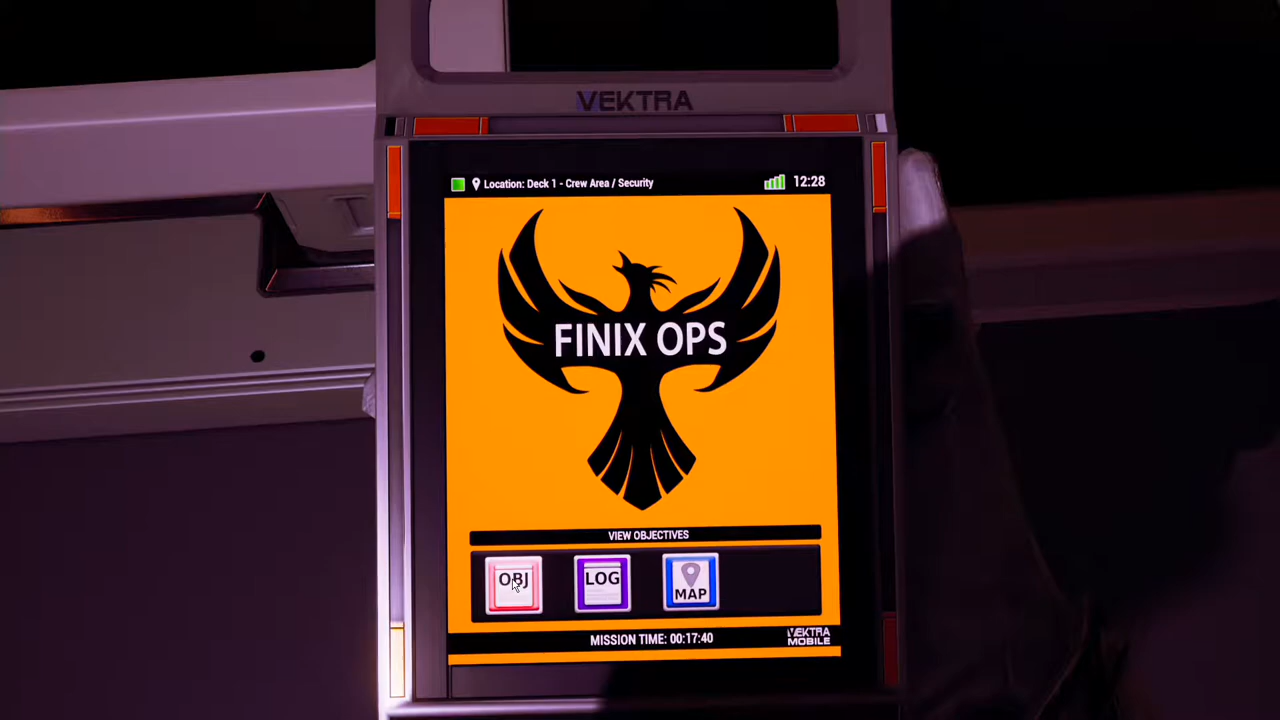 VEKTRA
Location: Deck 1 - Crew Area / Security
12:28
FINIX OPS
VIEW OBJECTIVES
OBJ
LOG
MAP
MISSION TIME: 00:17:40
VEKTRA
MOBILE